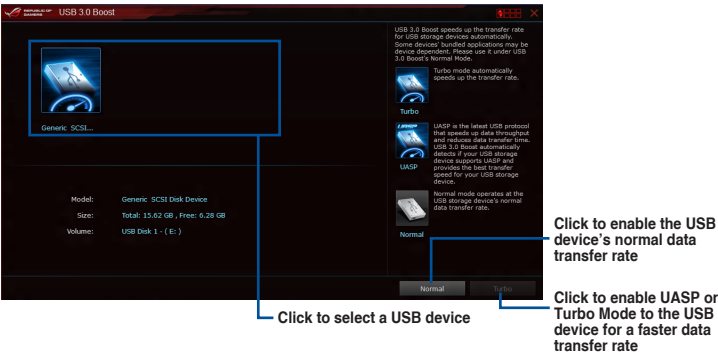 REPUBLIC OF
GAMERS
USB 3.0 Boost
USB 3.0 Boost speeds up the transfer rate
for USB storage devices automatically.
Some devices' bundled applications may be
device dependent. Please use it under USB
3.0 Boost's Normal Mode.
Turbo mode automatically
speeds up the transfer rate.
Turbo
Generic SCSI...
UASP
UASP is the latest USB protocol
that speeds up data throughput
and reduces data transfer time.
USB 3.0 Boost automatically
detects if your USB storage
device supports UASP and
provides the best transfer
speed for your USB storage
device.
UASP
Normal mode operates at the
USB storage device's normal
data transfer rate.
Normal
Model: Generic SCSI Disk Device
Size: Total: 15.62 GB , Free: 6.28 GB
Volume: USB Disk 1 - ( E: )
Normal
Turbo
Click to enable the USB
device's normal data
transfer rate
Click to select a USB device
Click to enable UASP or
Turbo Mode to the USB
device for a faster data
transfer rate